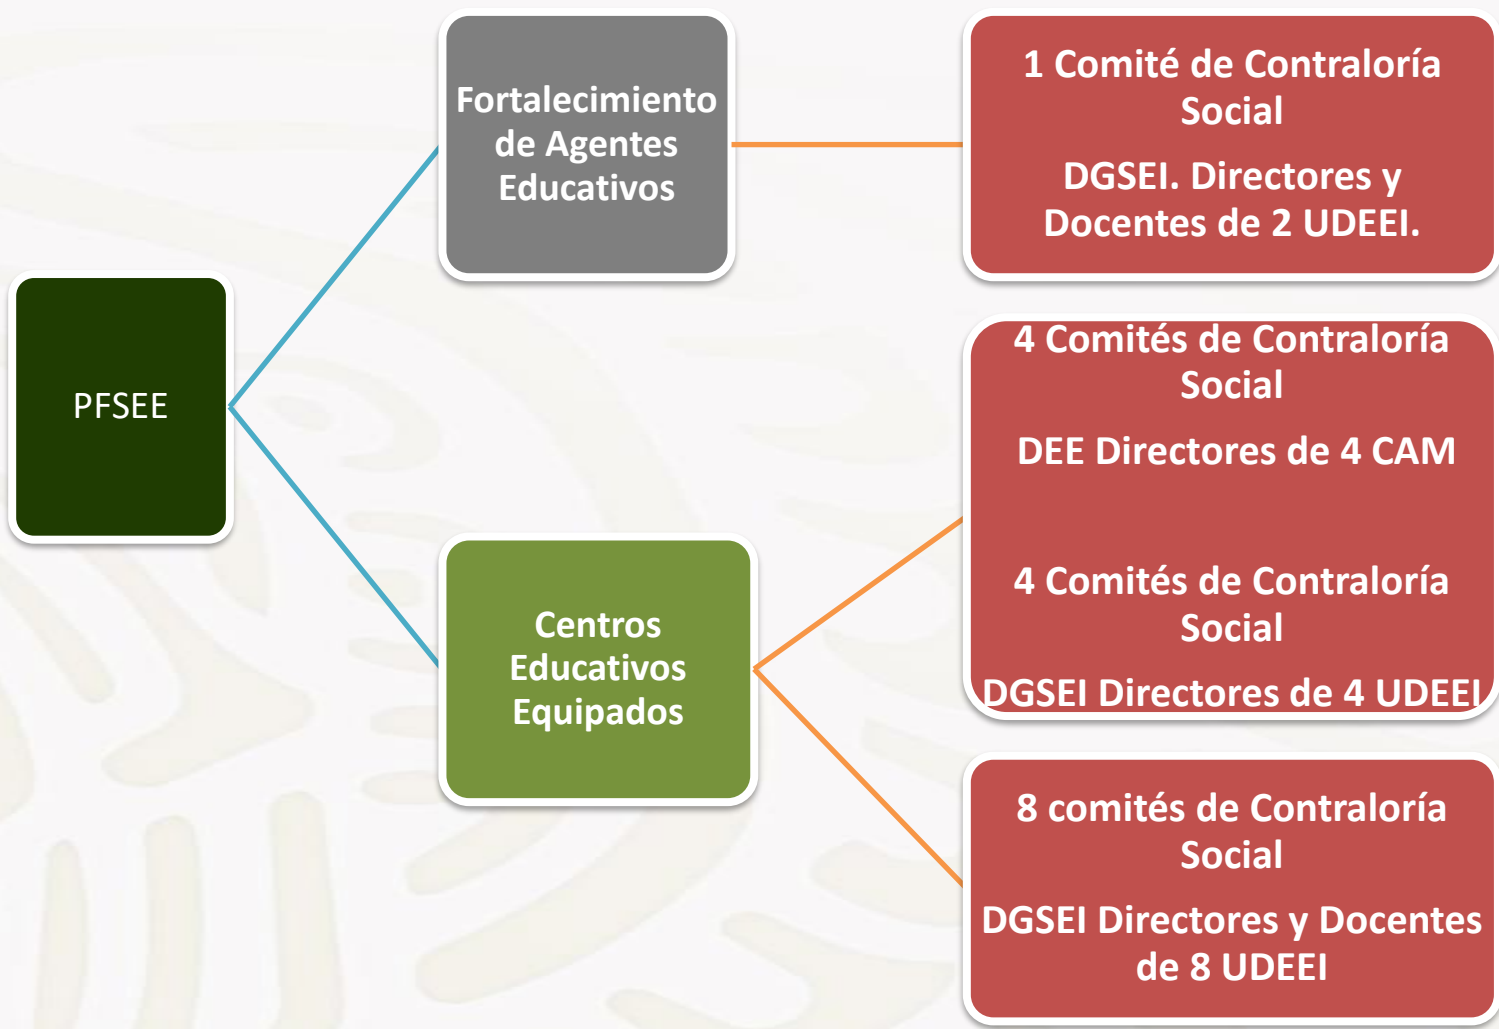 PFSEE
Fortalecimiento
de Agentes
Educativos
1 Comité de Contraloría
Social
DGSEI. Directores y
Docentes de 2 UDEEI.
Centros
Educativos
Equipados
4 Comités de Contraloría
Social
DEE Directores de 4 CAM
4 Comités de Contraloría
Social
DGSEI Directores de 4 UDEEI
8 comités de Contraloría
Social
DGSEI Directores y Docentes
de 8 UDEEI